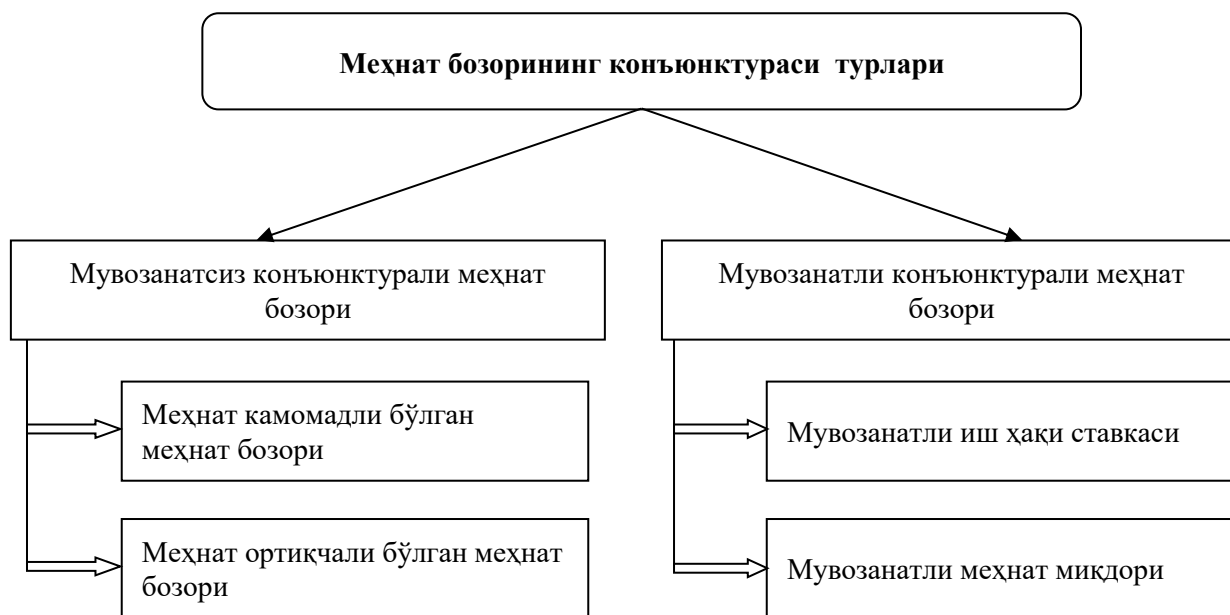 Меҳнат бозорининг конъюнктураси турлари
Мувозанатсиз конъюнктурали меҳнат
бозори
Мувозанатли конъюнктурали меҳнат
бозори
Меҳнат камомадли бўлган
меҳнат бозори
Мувозанатли иш ҳақи ставкаси
Меҳнат ортиқчали бўлган меҳнат
бозори
Мувозанатли меҳнат миқдори